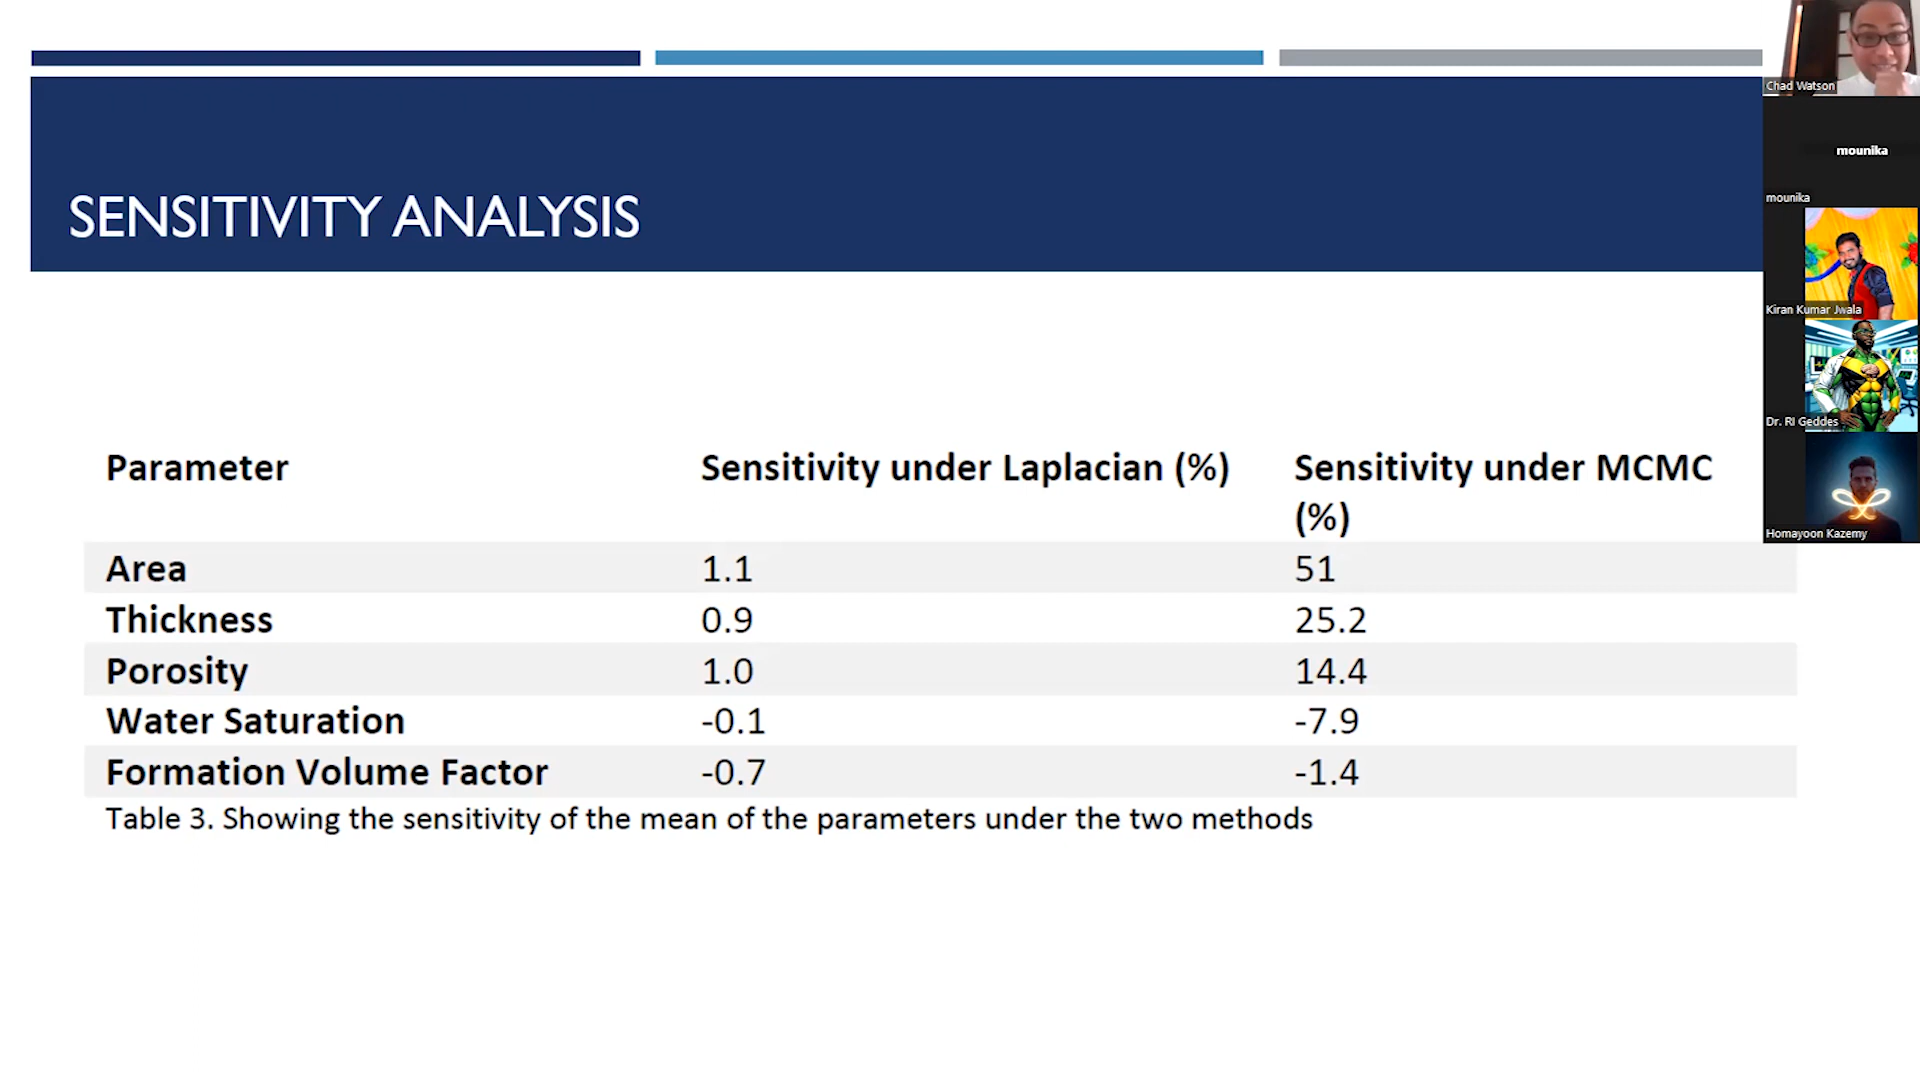 SENSITIVITY ANALYSIS
Parameter Sensitivity under Laplacian (%) Sensitivity under MCMC
(%)
Area 1.1 51
Thickness 0.9 25.2
Porosity 1.0 14.4
Water Saturation -0.1 -7.9
Formation Volume Factor -0.7 -1.4
Table 3. Showing the sensitivity of the mean of the parameters under the two methods
Chad Watson
mounika
mounika
Kiran Kumar Jwala
Dr. RI Geddes
Homayoon Kazemy